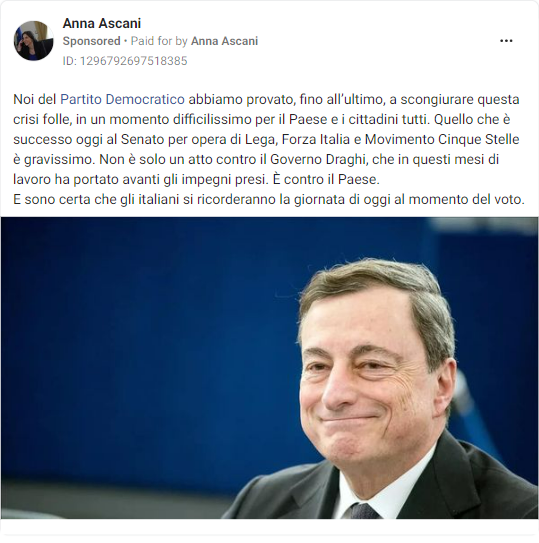 Anna Ascani
Sponsored • Paid for by Anna Ascani
ID: 1296792697518385
Noi del Partito Democratico abbiamo provato, fino all’ultimo, a scongiurare questa
crisi folle, in un momento difficilissimo per il Paese e i cittadini tutti. Quello che è
successo oggi al Senato per opera di Lega, Forza Italia e Movimento Cinque Stelle
è gravissimo. Non è solo un atto contro il Governo Draghi, che in questi mesi di
lavoro ha portato avanti gli impegni presi. È contro il Paese.
E sono certa che gli italiani si ricorderanno la giornata di oggi al momento del voto.